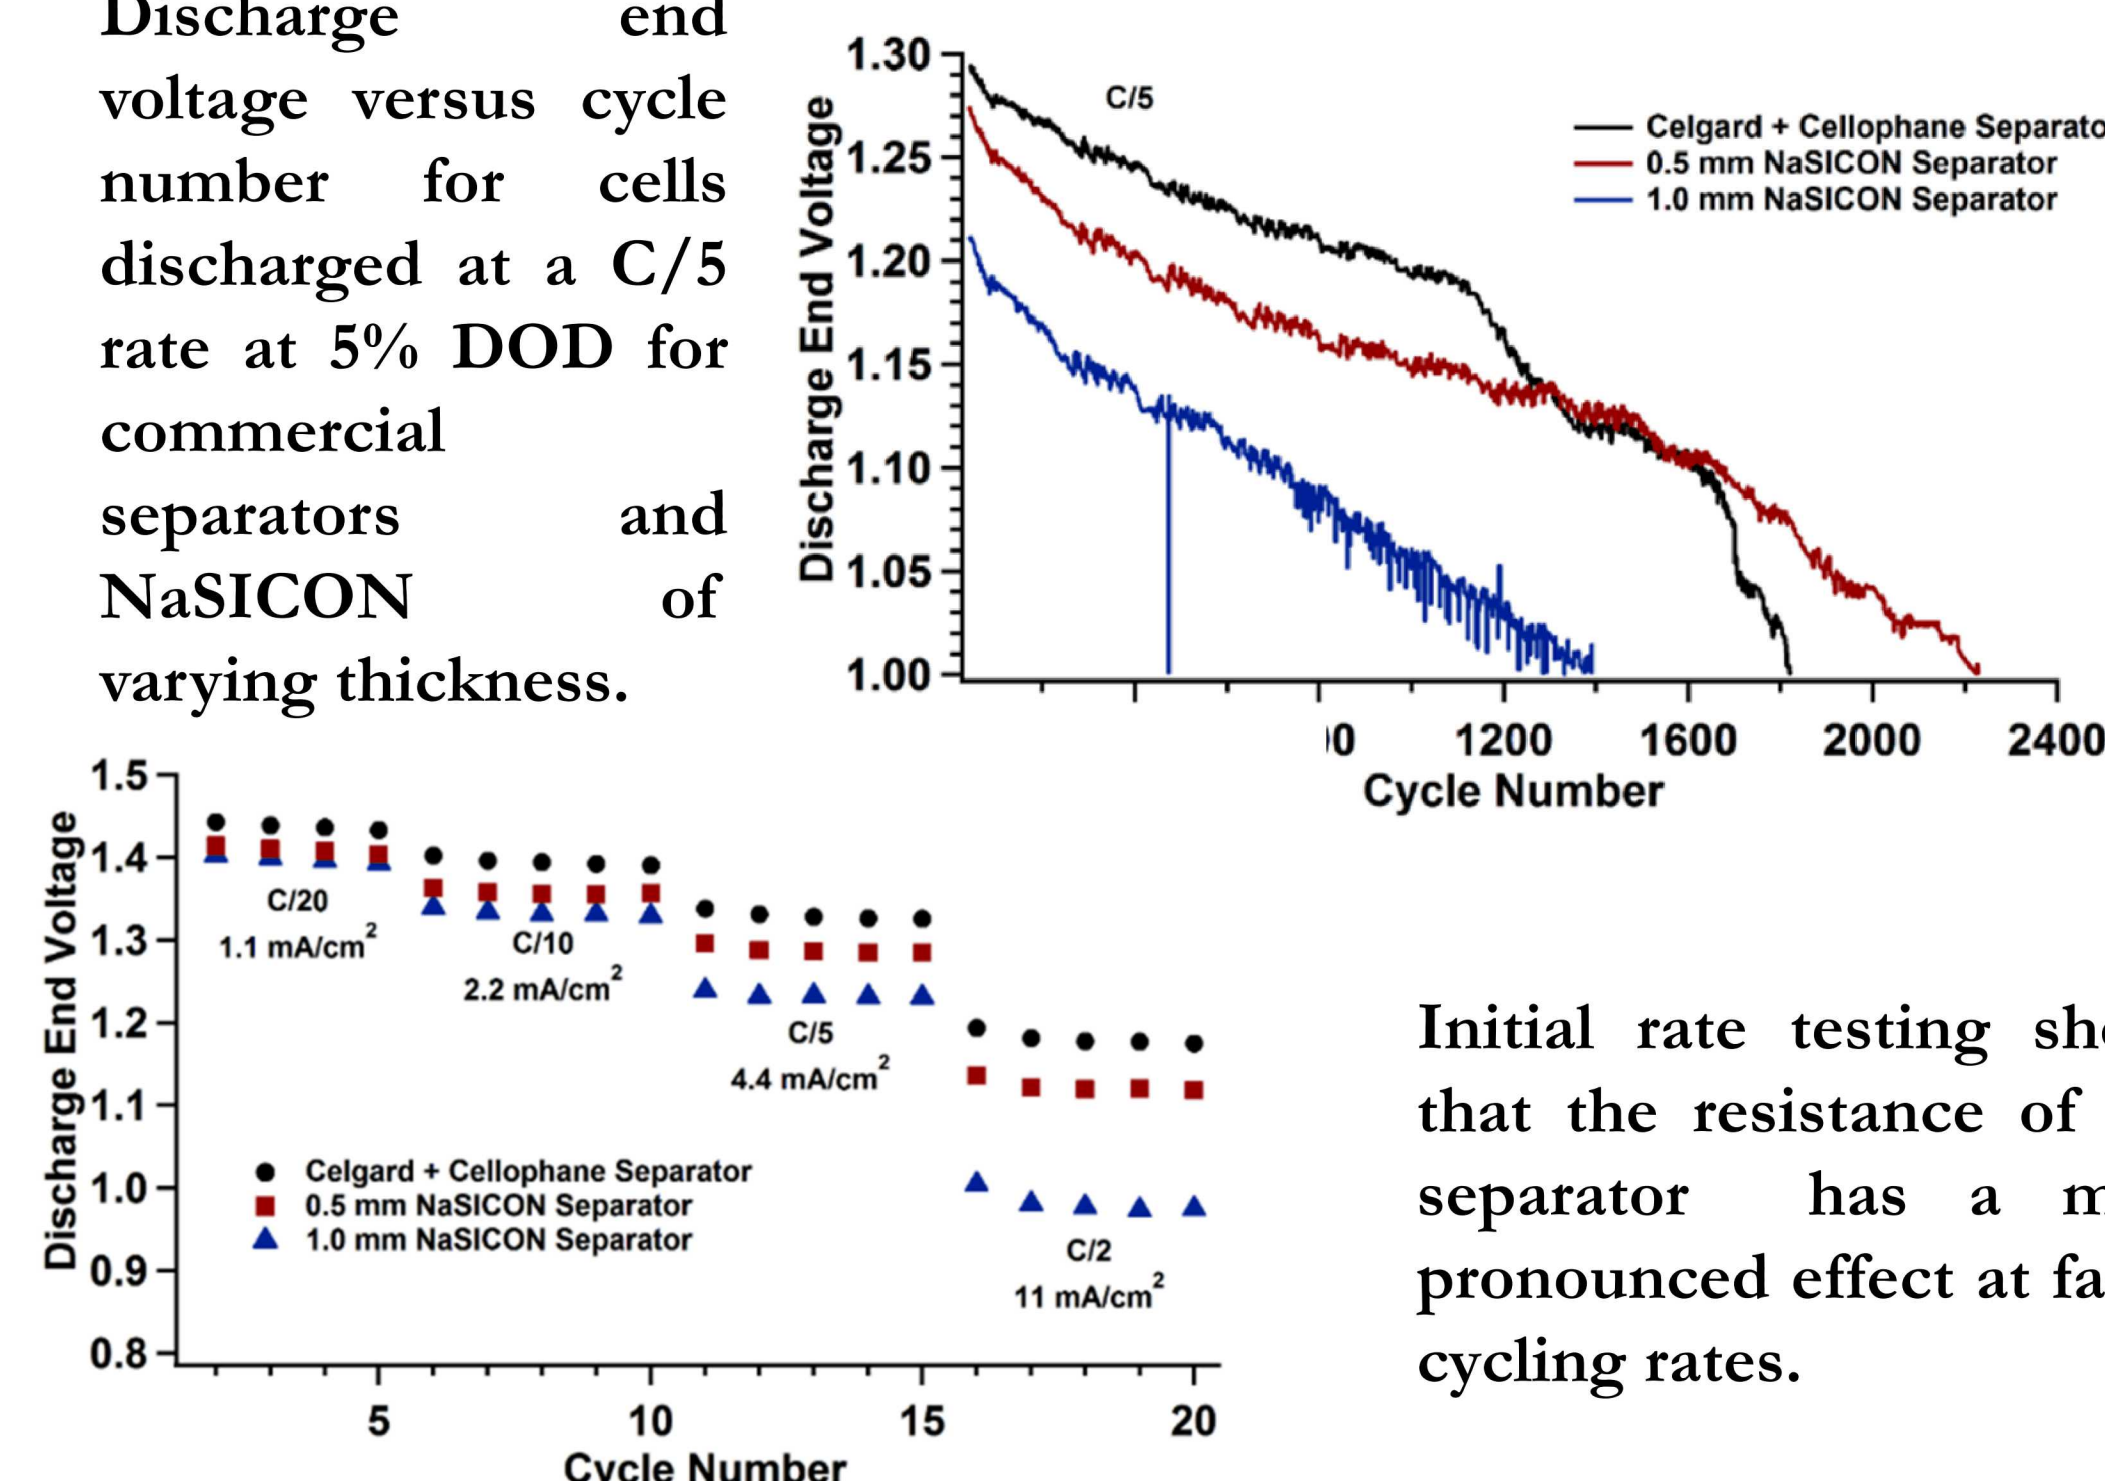 Discharge end
voltage versus cycle
number for cells
discharged at a C/5
rate at 5% DOD for
commercial
separators and
NaSICON of
varying thickness.
1.30
1.25
1.20
1.15
1.10
1.05
1.00
Discharge End Voltage
C/5
Celgard + Cellophane Separato
0.5 mm NaSICON Separator
1.0 mm NaSICON Separator
1200 1600 2000 2400
Cycle Number
1.5
1.4
1.3
1.2
1.1
1.0
0.9
0.8
Discharge End Voltage
C/20
1.1 mA/cm²
C/10
2.2 mA/cm²
C/5
4.4 mA/cm²
C/2
11 mA/cm²
Celgard + Cellophane Separator
0.5 mm NaSICON Separator
1.0 mm NaSICON Separator
5 10 15 20
Cycle Number
Initial rate testing
that the resistance of
separator has a
pronounced effect at
cycling rates.